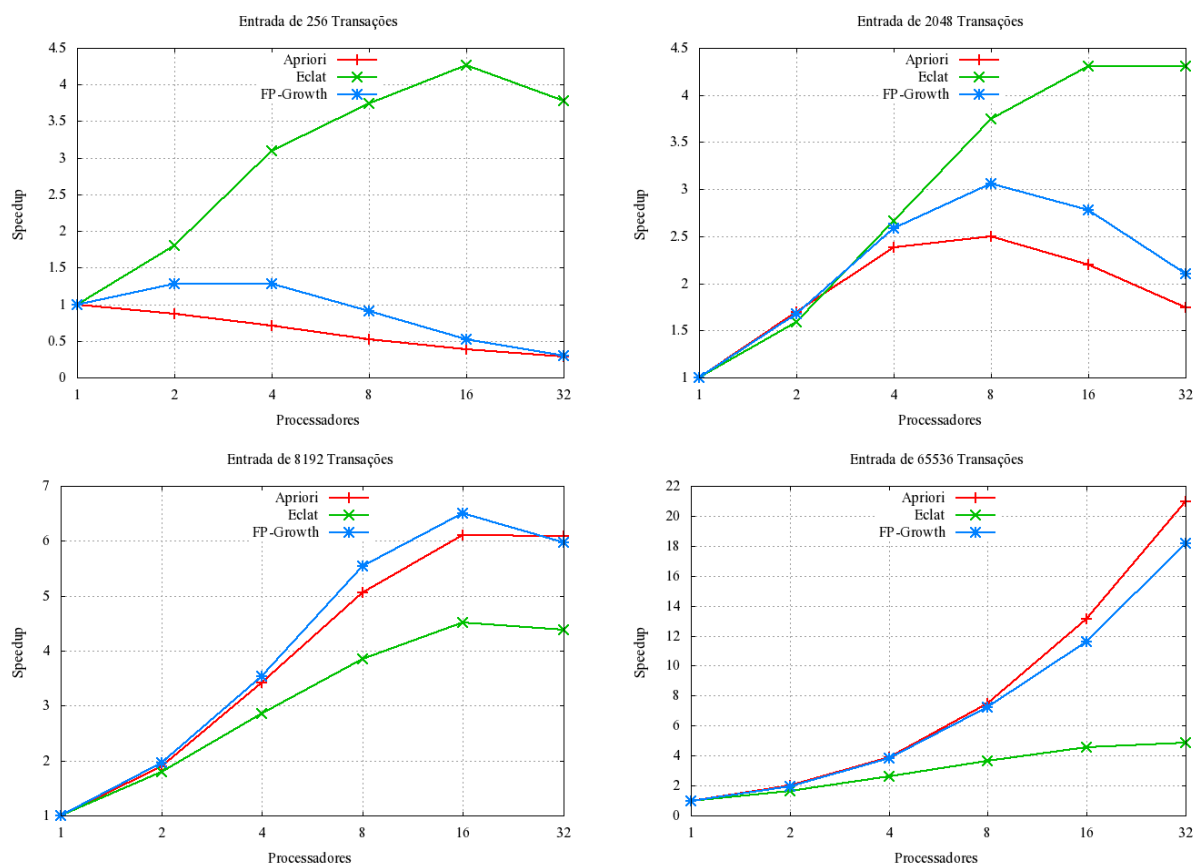 Entrada de 256 Transações
Apriori
Eclat
FP-Growth
4.5
4
3.5
3
2.5
2
1.5
1
0.5
0
Speedup
1 2 4 8 16 32
Processadores
Entrada de 2048 Transações
Apriori
Eclat
FP-Growth
4.5
4
3.5
3
2.5
2
1.5
1
Speedup
1 2 4 8 16 32
Processadores
Entrada de 8192 Transações
Apriori
Eclat
FP-Growth
7
6
5
4
3
2
1
Speedup
1 2 4 8 16 32
Processadores
Entrada de 65536 Transações
Apriori
Eclat
FP-Growth
22
20
18
16
14
12
10
8
6
4
2
0
Speedup
1 2 4 8 16 32
Processadores